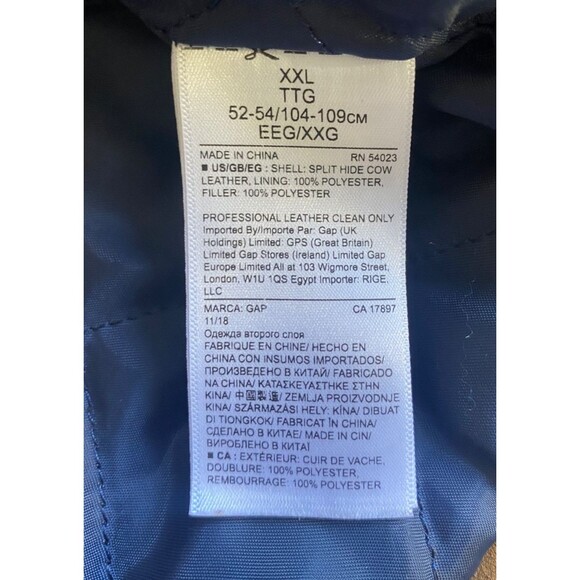 XXL
TTG
52-54/104-109см
EEG/XXG
MADE IN CHINA RN 54023
■ US/GB/EG : SHELL: SPLIT HIDE COW
LEATHER, LINING: 100% POLYESTER,
FILLER: 100% POLYESTER
PROFESSIONAL LEATHER CLEAN ONLY
Imported By/Importe Par: Gap (UK
Holdings) Limited: GPS (Great Britain)
Limited Gap Stores (Ireland) Limited Gap
Europe Limited All at 103 Wigmore Street,
London, W1U 1QS Egypt Importer: RIGE,
LLC
MARCA: GAP CA 17897
11/18
Одежда второго слоя
FABRIQUE EN CHINE/ HECHO EN
CHINA CON INSUMOS IMPORTADOS/
ПРОИЗВЕДЕНО В КИТАЙ/ FABRICADO
NA CHINA/ ΚΑΤΑΣΚΕΥΑΣΤΗΚΕ ΣΤΗΝ
ΚΙΝΑ/ 中國製造/ ZEMLJA PROIZVODNJE
KINA/ SZÁRMAZÁSI HELY: KÍNA/ DIBUAT
DI TIONGKOK/ FABRICAT ÎN CHINA/
СДЕЛАНО В КИТАЕ/ MADE IN CIN/
ВИРОБЛЕНО В КИТАЇ
■ CA : EXTÉRIEUR: CUIR DE VACHE,
DOUBLURE: 100% POLYESTER,
REMBOURRAGE: 100% POLYESTER